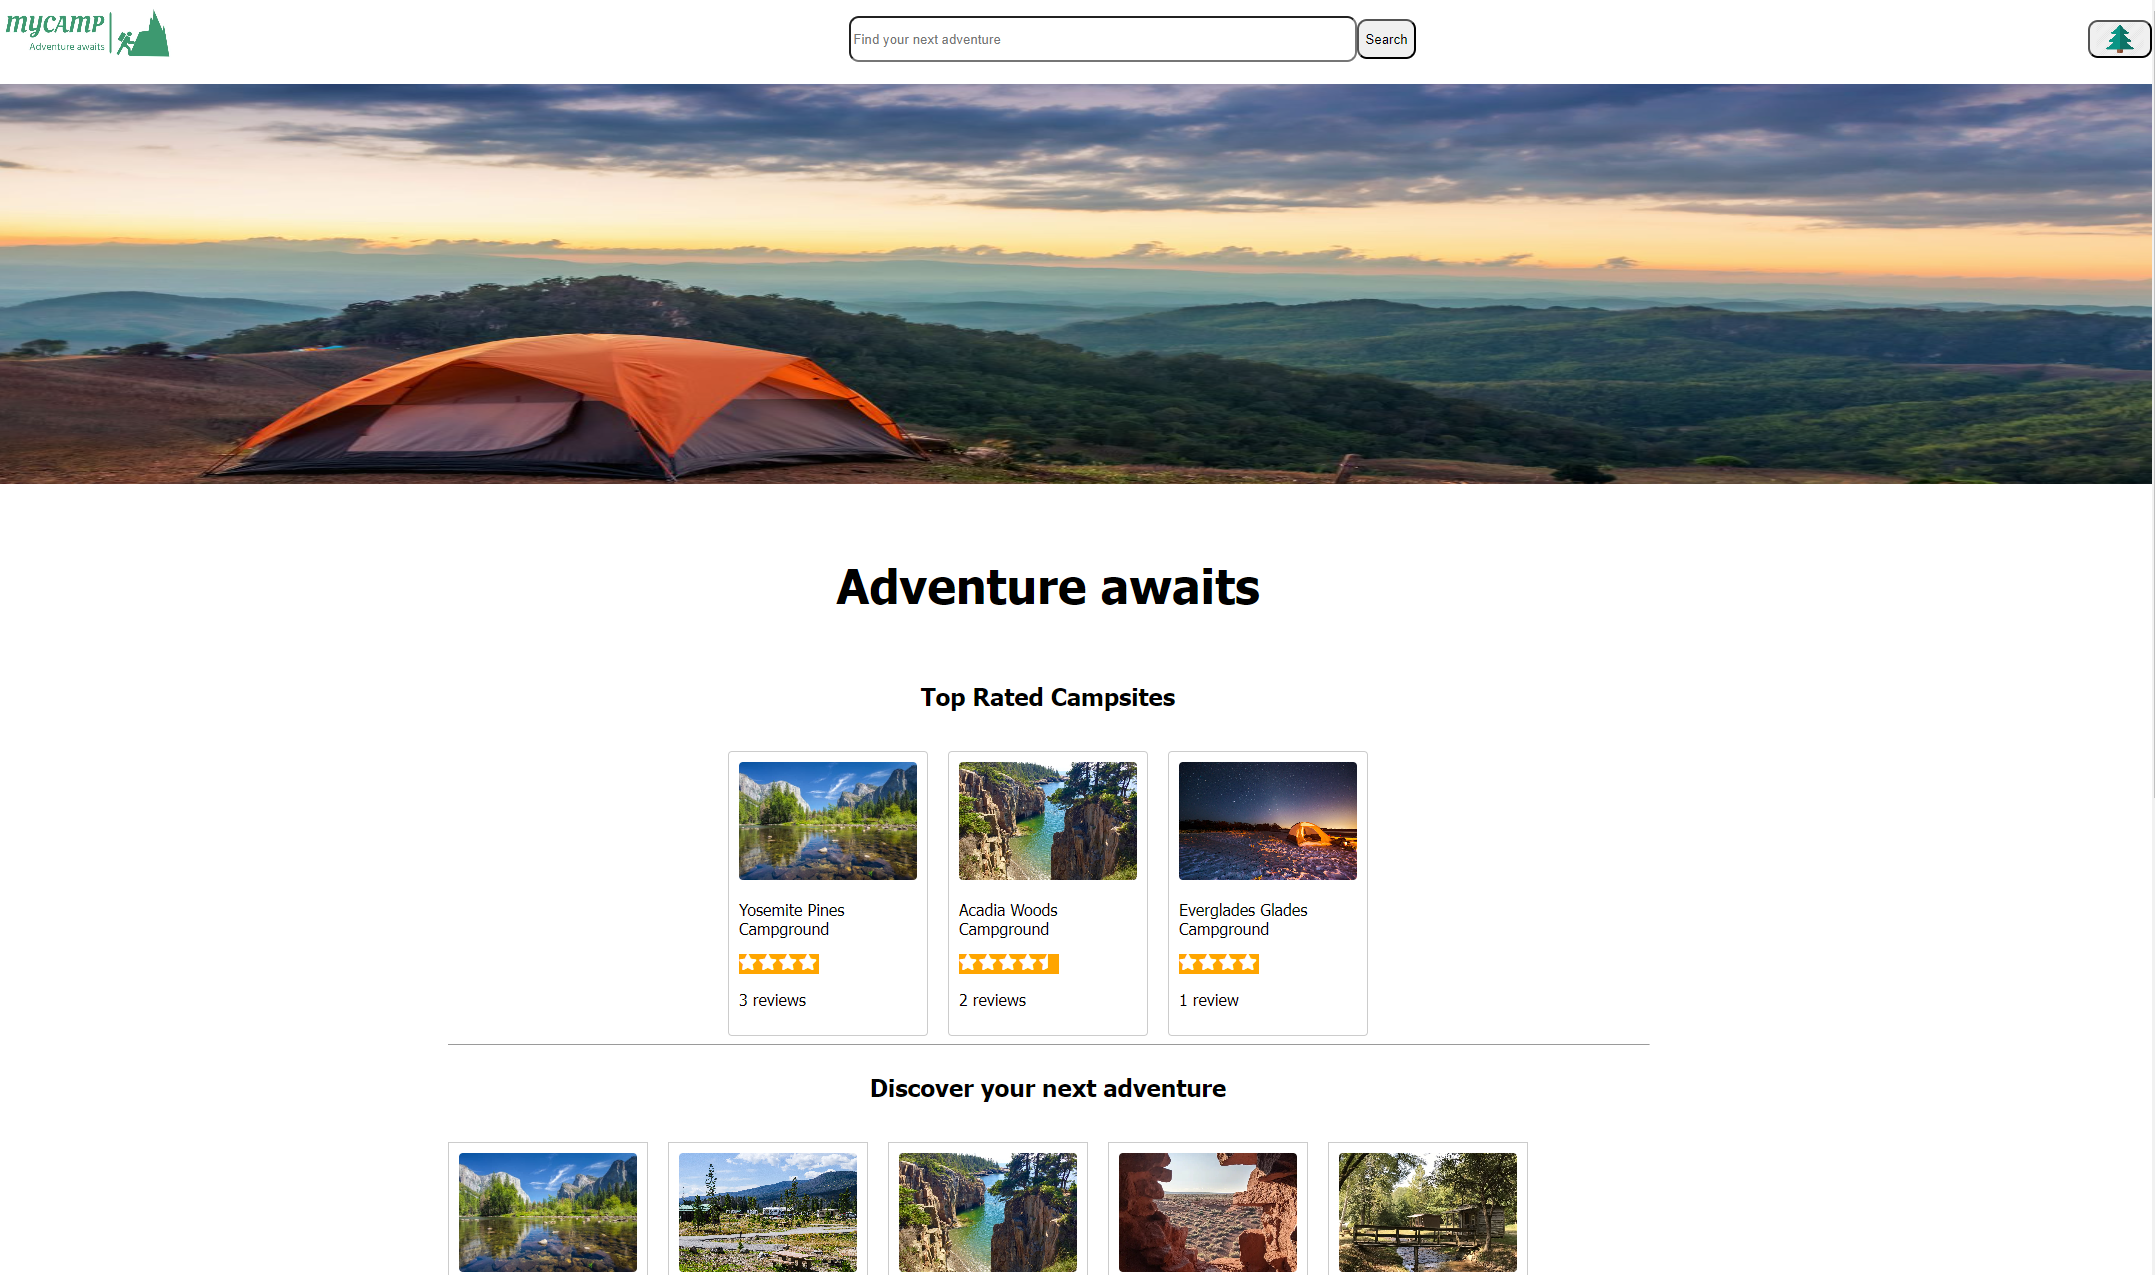 mycamp
Adventure awaits
Find your next adventure
Search
Adventure awaits
Top Rated Campsites
Yosemite Pines
Campground
3 reviews
Acadia Woods
Campground
2 reviews
Everglades Glades
Campground
1 review
Discover your next adventure